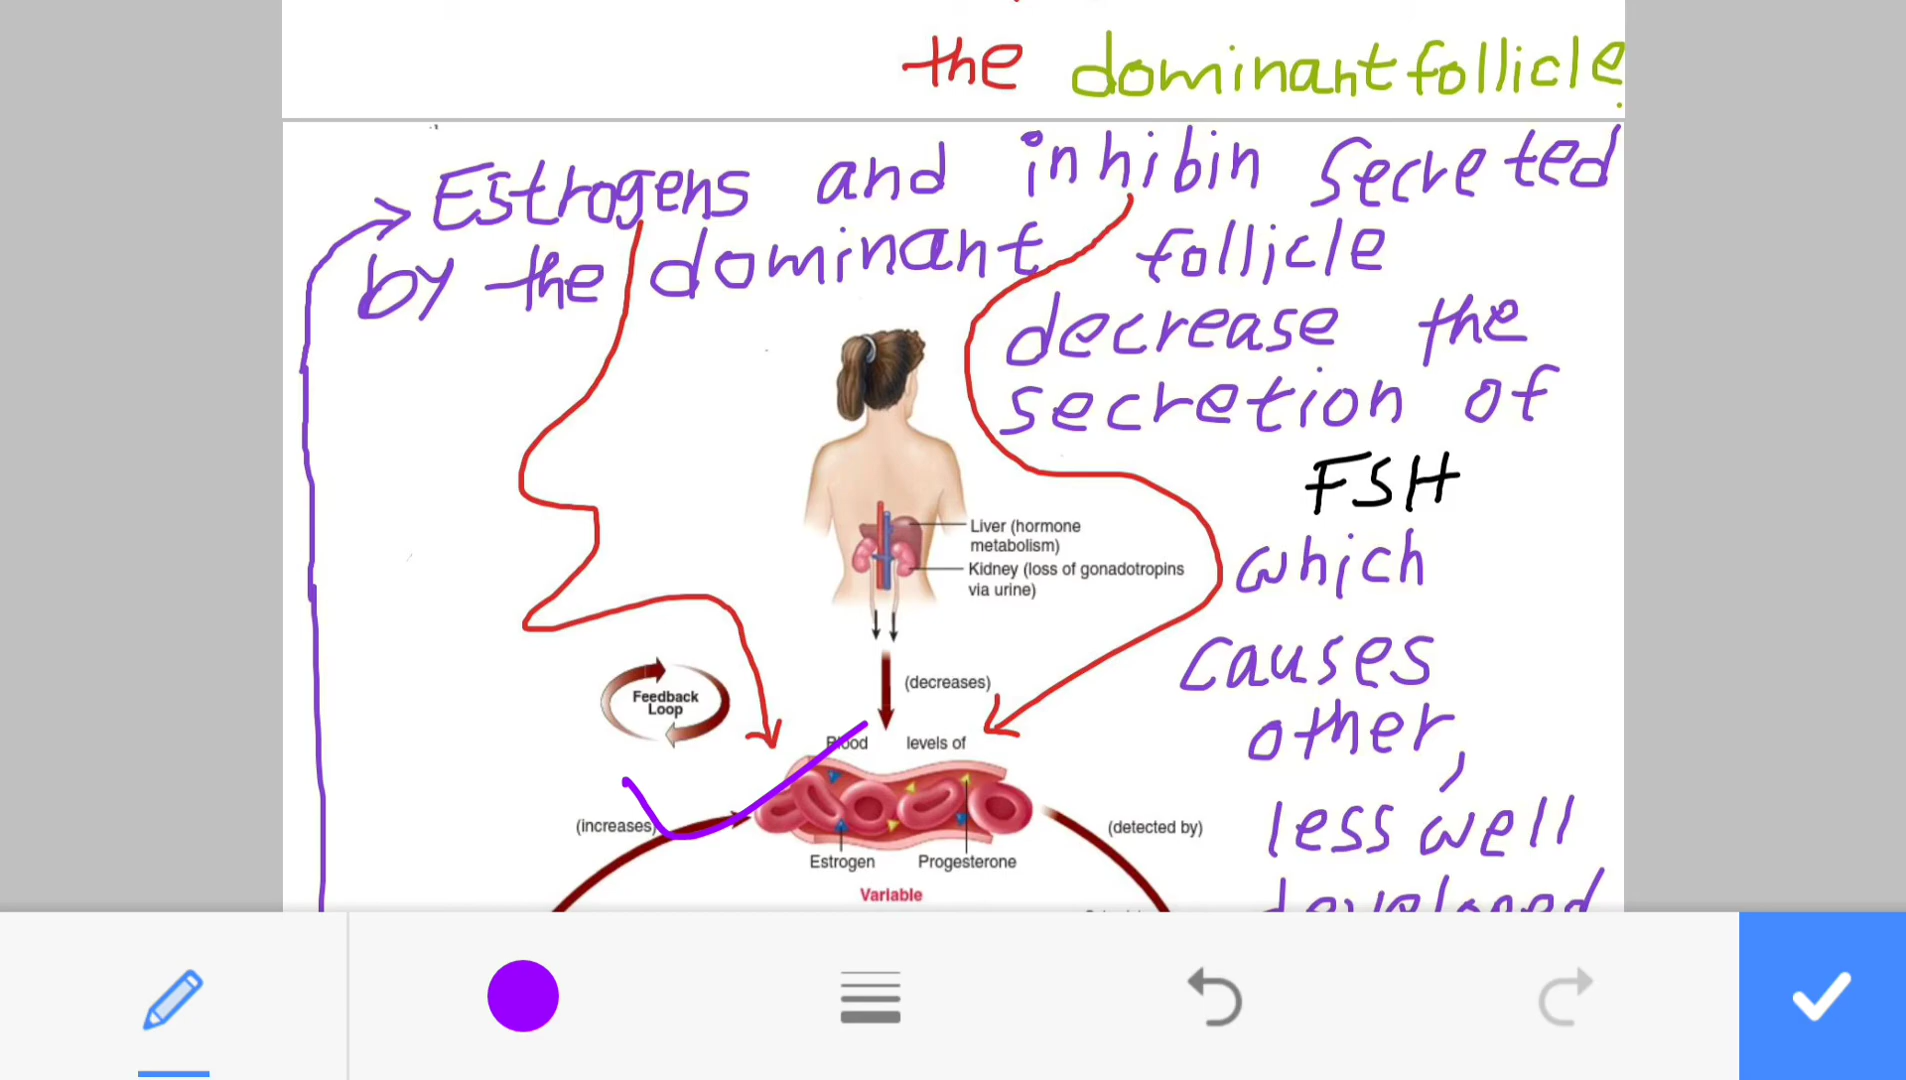 the dominant follicle.
Estrogens and inhibin secreted
by the dominant follicle
decrease the
secretion of
FSH
which
causes
other,
less well
developed
Liver (hormone
metabolism)
Kidney (loss of gonadotropins
via urine)
(decreases)
Feedback
Loop
Blood levels of
(increases)
(detected by)
Estrogen Progesterone
Variable